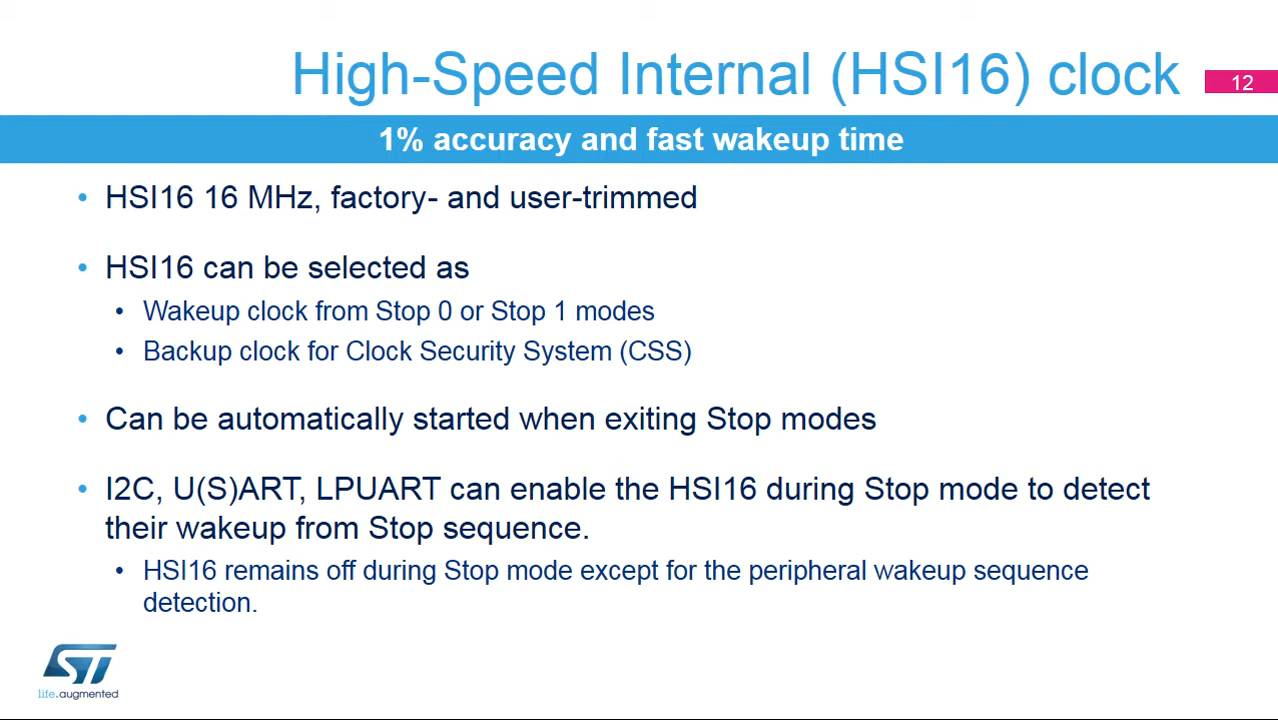 High-Speed Internal (HSI16) clock
12
1% accuracy and fast wakeup time
• HSI16 16 MHz, factory- and user-trimmed
• HSI16 can be selected as
• Wakeup clock from Stop 0 or Stop 1 modes
• Backup clock for Clock Security System (CSS)
• Can be automatically started when exiting Stop modes
• I2C, U(S)ART, LPUART can enable the HSI16 during Stop mode to detect
their wakeup from Stop sequence.
• HSI16 remains off during Stop mode except for the peripheral wakeup sequence
detection.
ST
life.augmented